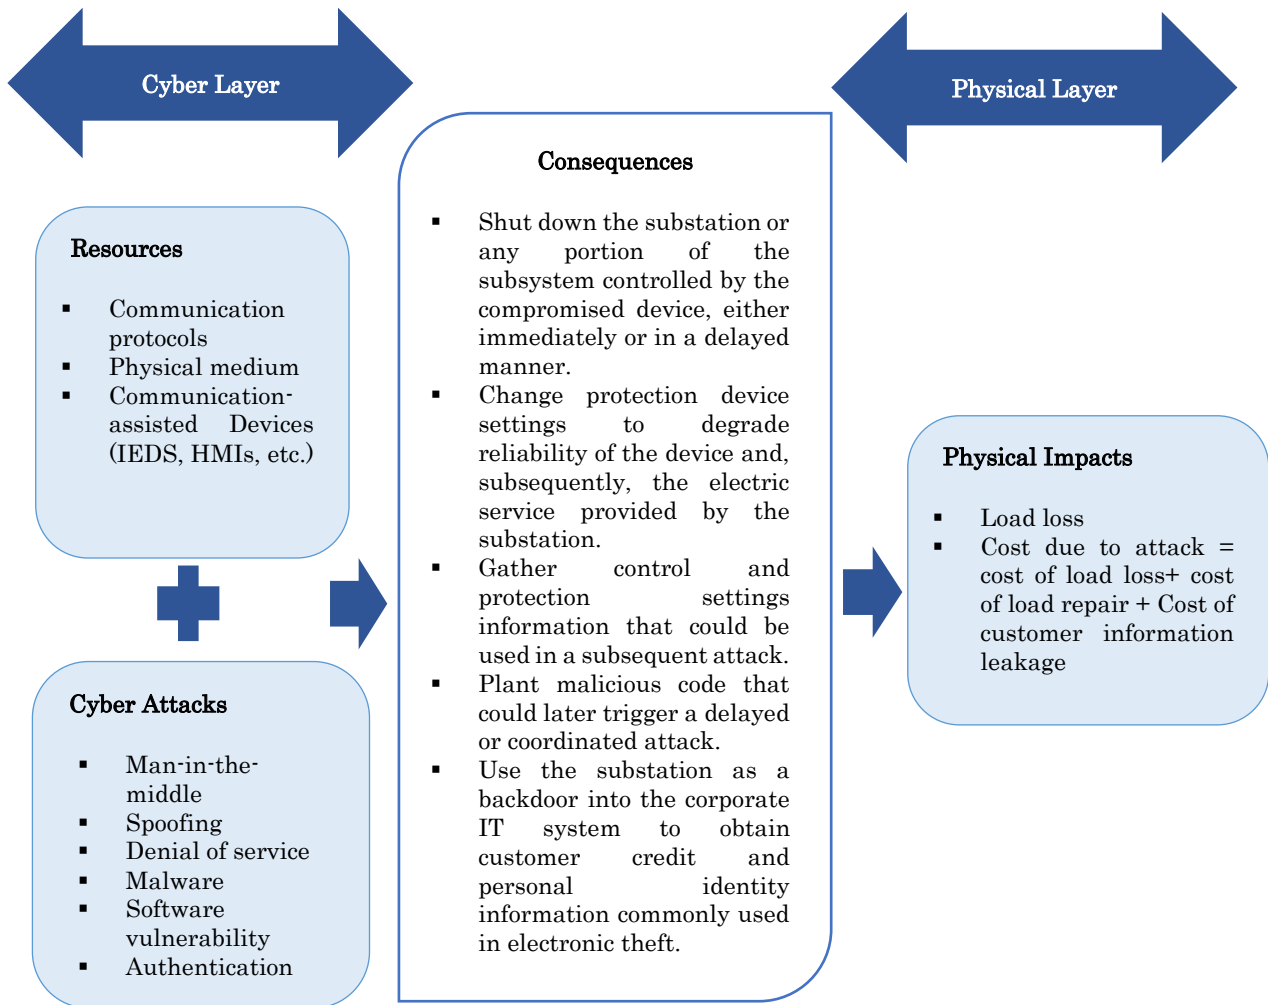 Cyber Layer
Physical Layer
Resources
▪ Communication
protocols
▪ Physical medium
▪ Communication-
assisted Devices
(IEDS, HMIs, etc.)
Cyber Attacks
▪ Man-in-the-
middle
▪ Spoofing
▪ Denial of service
▪ Malware
▪ Software
vulnerability
▪ Authentication
Consequences
▪ Shut down the substation or
any portion of the
subsystem controlled by the
compromised device, either
immediately or in a delayed
manner.
▪ Change protection device
settings to degrade
reliability of the device and,
subsequently, the electric
service provided by the
substation.
▪ Gather control and
protection settings
information that could be
used in a subsequent attack.
▪ Plant malicious code that
could later trigger a delayed
or coordinated attack.
▪ Use the substation as a
backdoor into the corporate
IT system to obtain
customer credit and
personal identity
information commonly used
in electronic theft.
Physical Impacts
▪ Load loss
▪ Cost due to attack =
cost of load loss+ cost
of load repair + Cost of
customer information
leakage